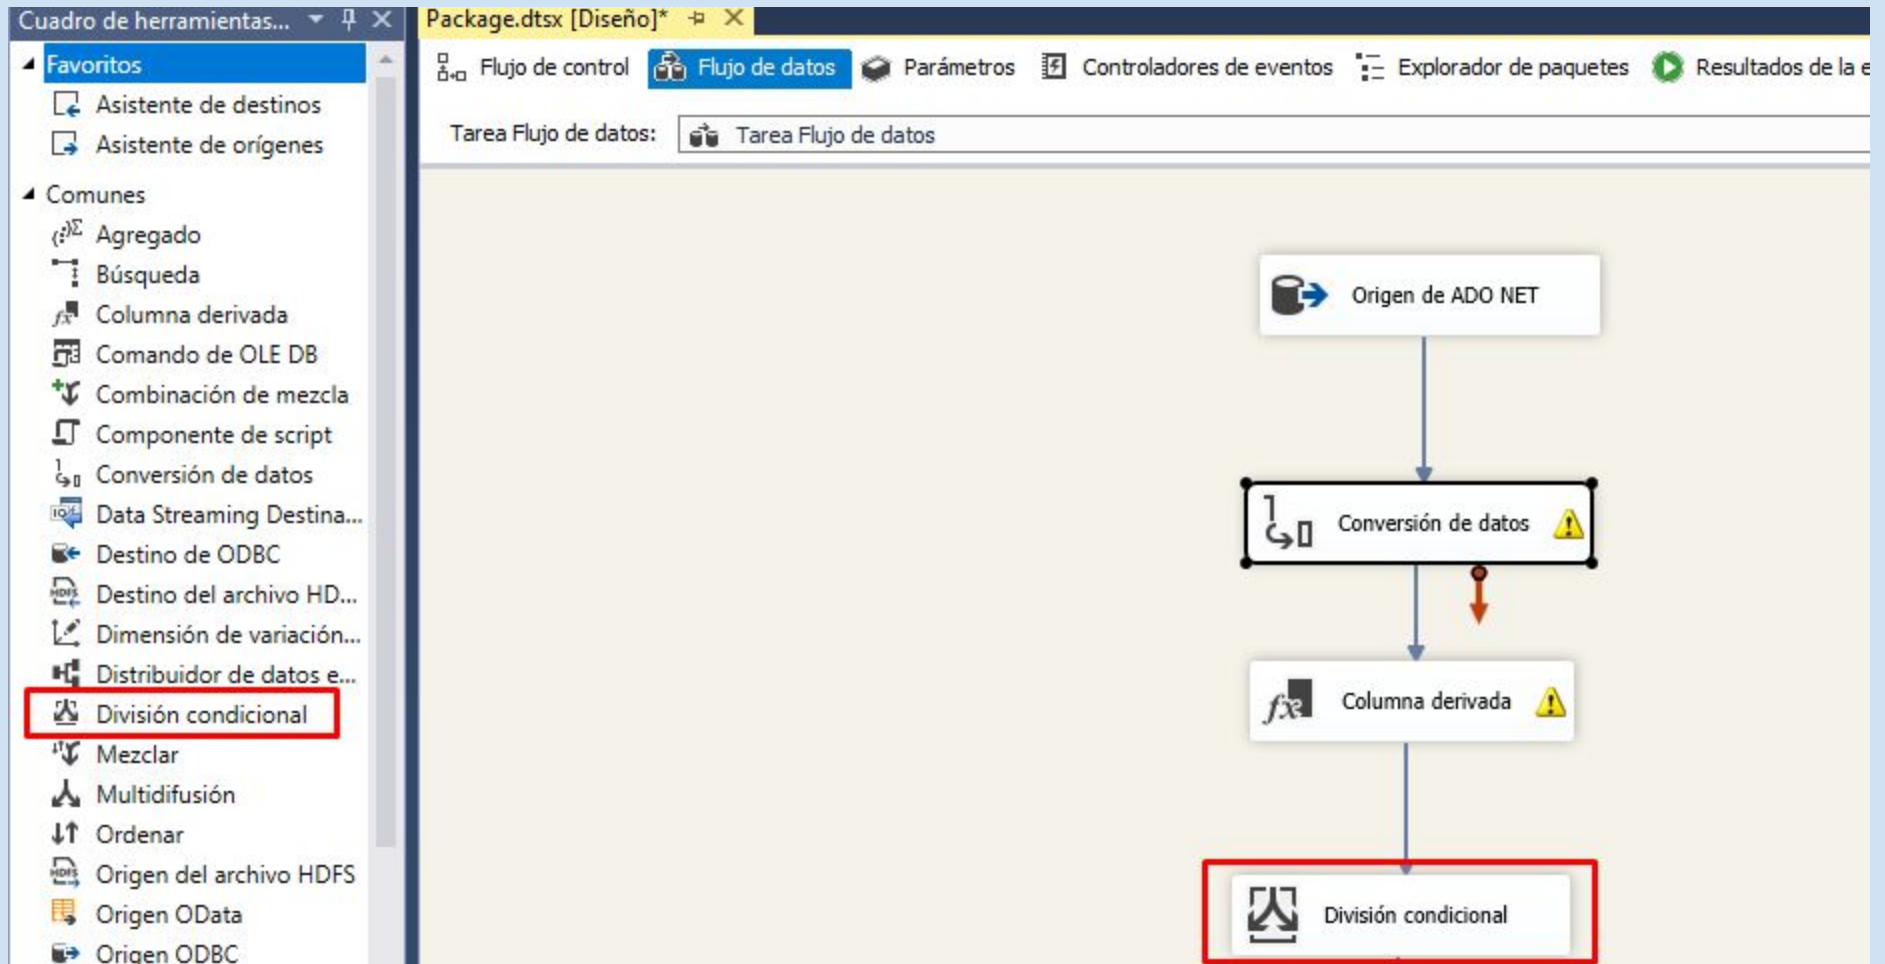 Cuadro de herramientas...
Package.dtsx [Diseño]*
Favoritos
Asistente de destinos
Asistente de orígenes
Comunes
Agregado
Búsqueda
Columna derivada
Comando de OLE DB
Combinación de mezcla
Componente de script
Conversión de datos
Data Streaming Destina...
Destino de ODBC
Destino del archivo HD...
Dimensión de variación...
Distribuidor de datos e...
División condicional
Mezclar
Multidifusión
Ordenar
Origen del archivo HDFS
Origen OData
Origen ODBC
Flujo de control Flujo de datos Parámetros Controladores de eventos Explorador de paquetes Resultados de la e
Tarea Flujo de datos: Tarea Flujo de datos
Origen de ADO NET
Conversión de datos
Columna derivada
División condicional